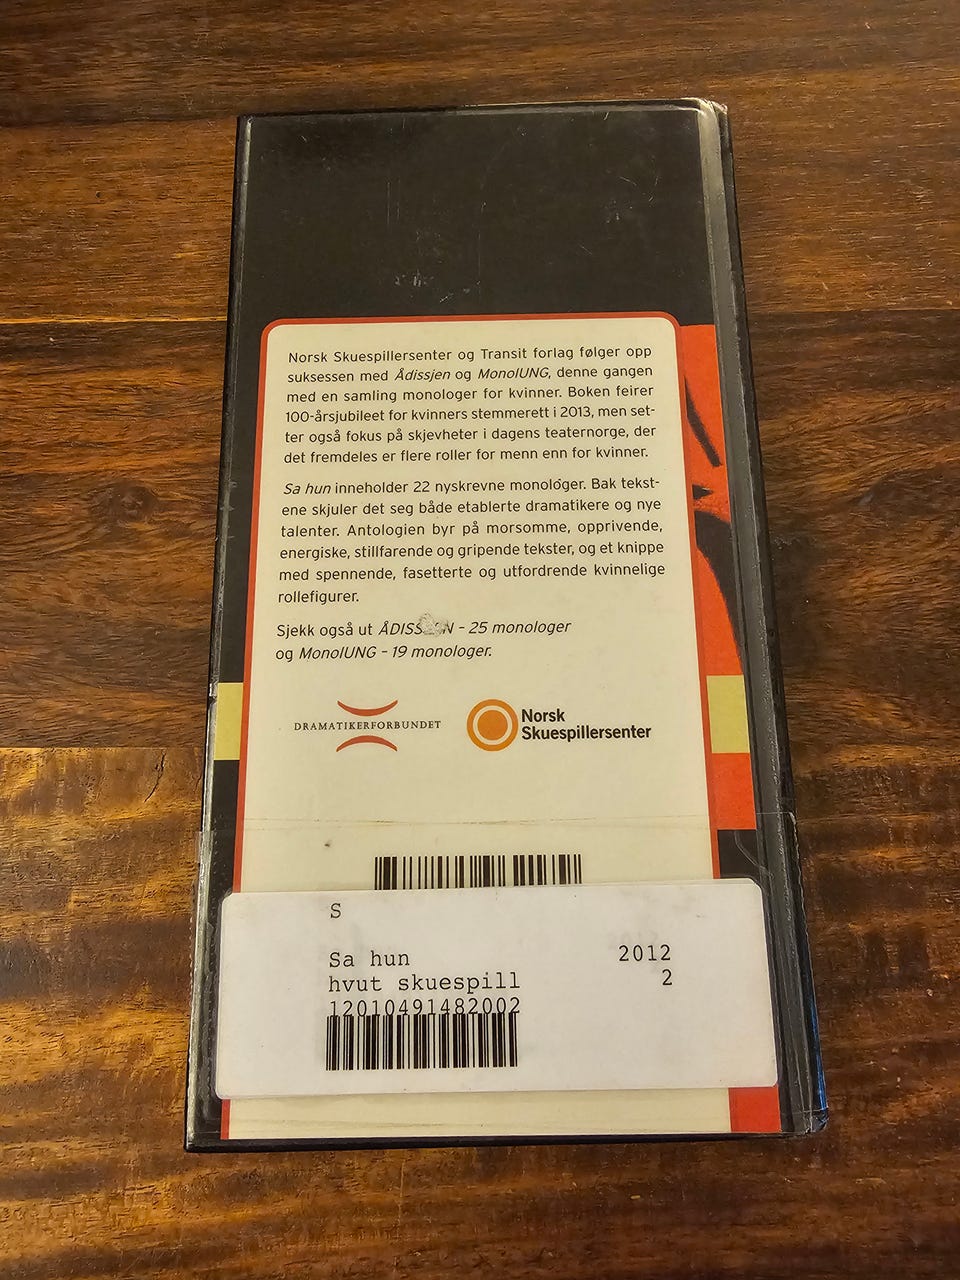 Norsk Skuespillersenter og Transit forlag følger opp
suksessen med Ådissjen og MonolUNG, denne gangen
med en samling monologer for kvinner. Boken feirer
100-årsjubileet for kvinners stemmerett i 2013, men set-
ter også fokus på skjevheter i dagens teaternorge, der
det fremdeles er flere roller for menn enn for kvinner.
Sa hun inneholder 22 nyskrevne monologer. Bak tekst-
ene skjuler det seg både etablerte dramatikere og nye
talenter. Antologien byr på morsomme, opprivende,
energiske, stillfarende og gripende tekster, og et knippe
med spennende, fasetterte og utfordrende kvinnelige
rollefigurer.
Sjekk også ut – 25 monologer
og MonolUNG – 19 monologer.
DRAMATIKERFORBUNDET
Norsk
Skuespillersenter
S
Sa hun 2012
hvut skuespill 2
12010491482002